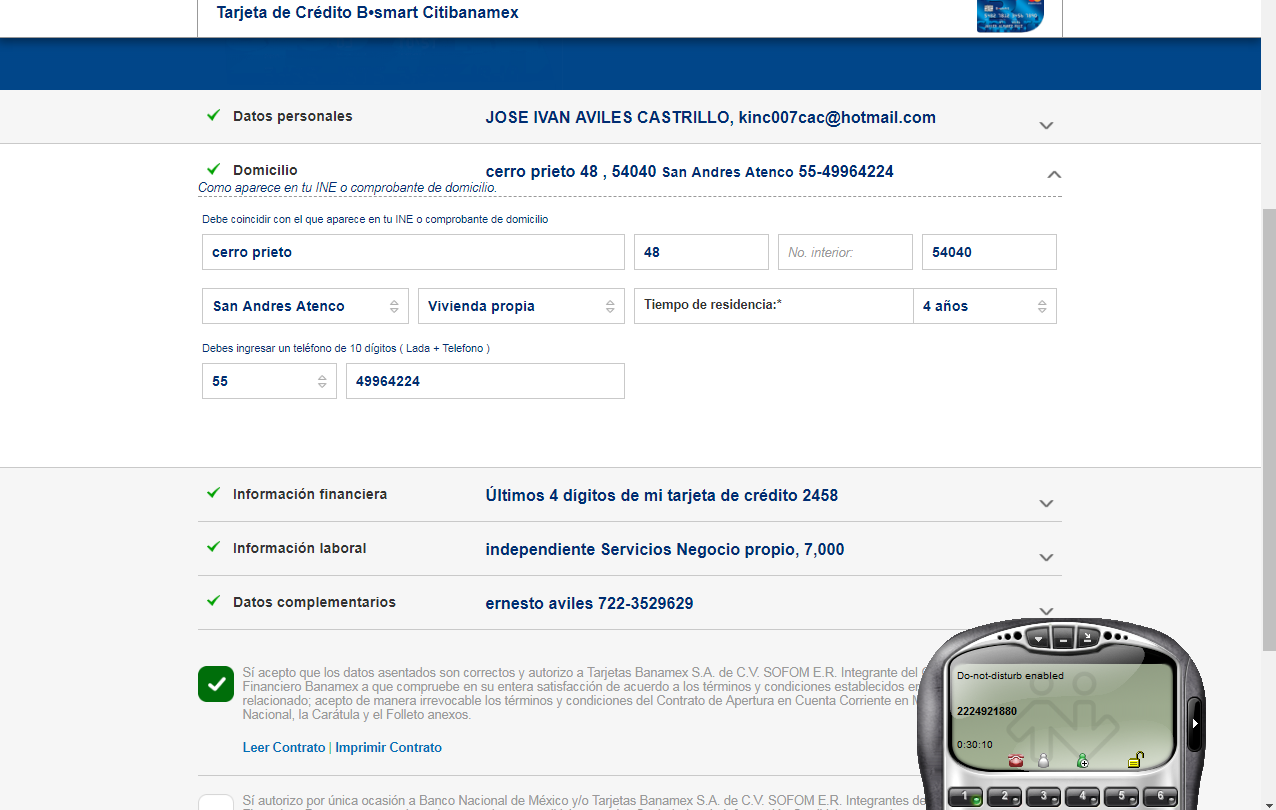 Tarjeta de Crédito B•smart Citibanamex
Datos personales JOSE IVAN AVILES CASTRILLO, kinc007cac@hotmail.com
Domicilio cerro prieto 48 , 54040 San Andres Atenco 55-49964224
Como aparece en tu INE o comprobante de domicilio.
Debe coincidir con el que aparece en tu INE o comprobante de domicilio
cerro prieto 48 No. interior: 54040
San Andres Atenco Vivienda propia Tiempo de residencia:* 4 años
Debes ingresar un teléfono de 10 dígitos ( Lada + Telefono )
55 49964224
Información financiera Últimos 4 dígitos de mi tarjeta de crédito 2458
Información laboral independiente Servicios Negocio propio, 7,000
Datos complementarios ernesto aviles 722-3529629
Sí acepto que los datos asentados son correctos y autorizo a Tarjetas Banamex S.A. de C.V. SOFOM E.R. Integrante del
Financiero Banamex a que compruebe en su entera satisfacción de acuerdo a los términos y condiciones establecidos en
relacionado; acepto de manera irrevocable los términos y condiciones del Contrato de Apertura en Cuenta Corriente en
Nacional, la Carátula y el Folleto anexos.
Leer Contrato | Imprimir Contrato
Sí autorizo por única ocasión a Banco Nacional de México y/o Tarjetas Banamex S.A. de C.V. SOFOM E.R. Integrantes de
Do-not-disturb enabled
2224921880
0:30:10
1 2 3 4 5 6